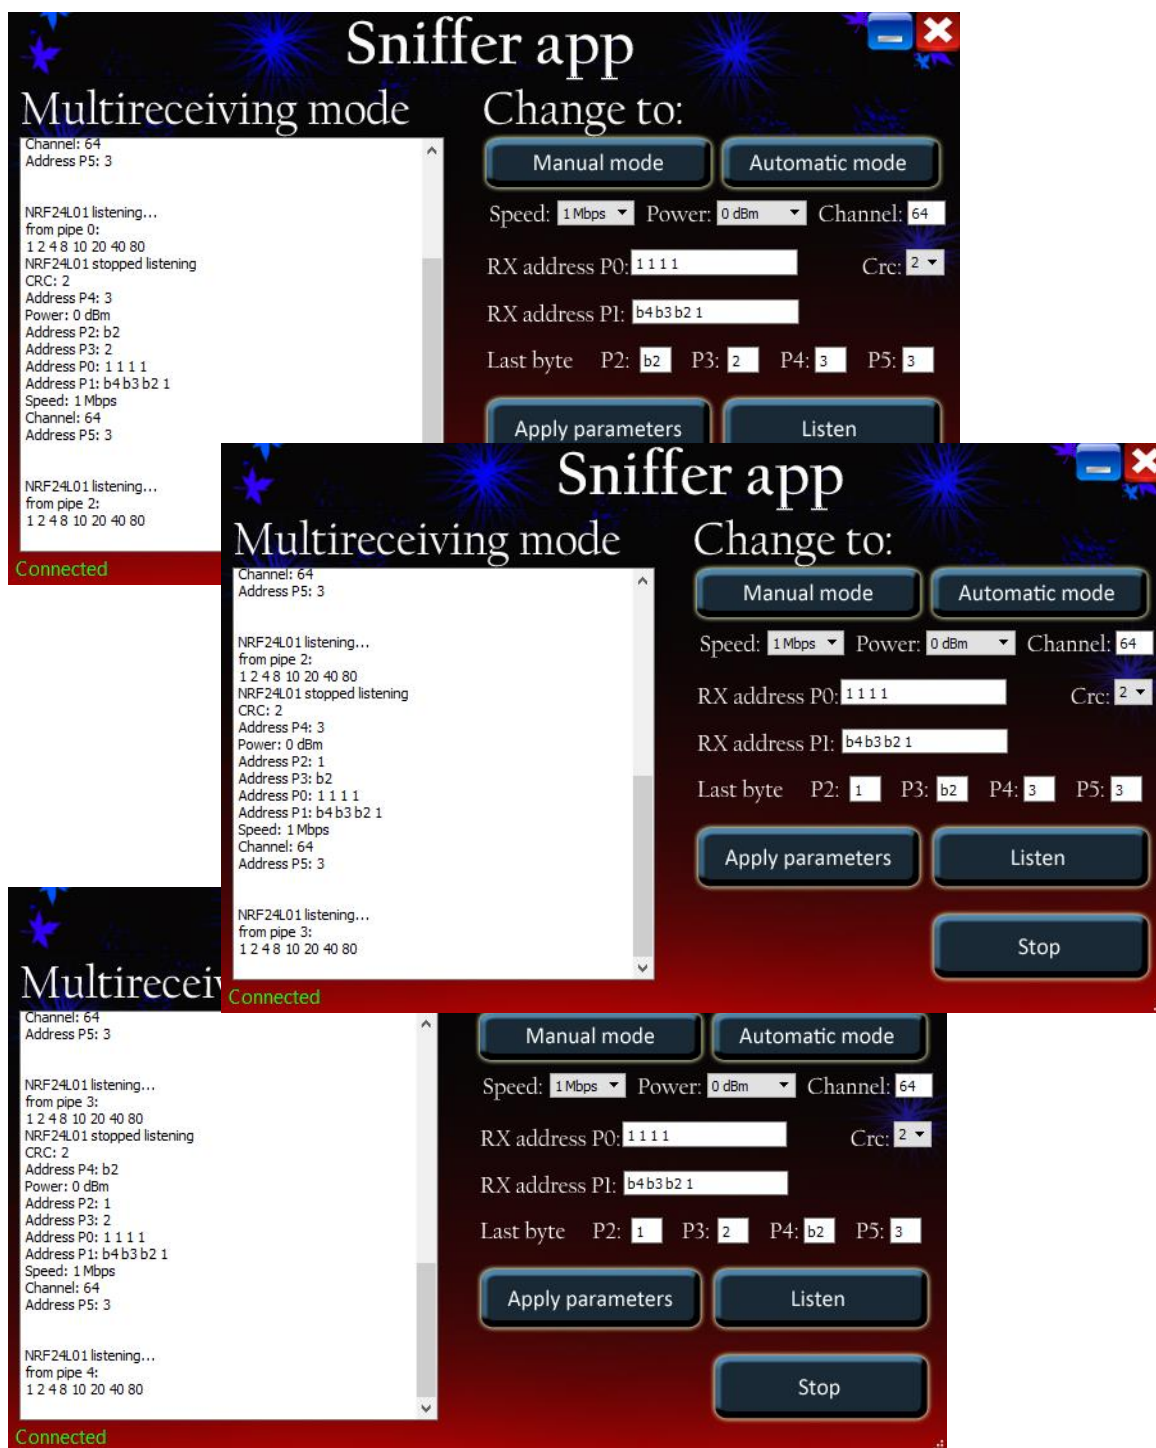 Sniffer app
Multireceiving mode
Change to:
Channel: 64
Address P5: 3
NRF24L01 listening...
from pipe 0:
1 2 4 8 10 20 40 80
NRF24L01 stopped listening
CRC: 2
Address P4: 3
Power: 0 dBm
Address P2: b2
Address P3: 2
Address P0: 1 1 1 1
Address P1: b4 b3 b2 1
Speed: 1 Mbps
Channel: 64
Address P5: 3
NRF24L01 listening...
from pipe 2:
1 2 4 8 10 20 40 80
Connected
Manual mode Automatic mode
Speed: 1 Mbps Power: 0 dBm Channel: 64
RX address P0: 1 1 1 1 Crc: 2
RX address P1: b4 b3 b2 1
Last byte P2: b2 P3: 2 P4: 3 P5: 3
Apply parameters Listen
Sniffer app
Multireceiving mode
Change to:
Channel: 64
Address P5: 3
NRF24L01 listening...
from pipe 2:
1 2 4 8 10 20 40 80
NRF24L01 stopped listening
CRC: 2
Address P4: 3
Power: 0 dBm
Address P2: 1
Address P3: b2
Address P0: 1 1 1 1
Address P1: b4 b3 b2 1
Speed: 1 Mbps
Channel: 64
Address P5: 3
NRF24L01 listening...
from pipe 3:
1 2 4 8 10 20 40 80
Connected
Manual mode Automatic mode
Speed: 1 Mbps Power: 0 dBm Channel: 64
RX address P0: 1 1 1 1 Crc: 2
RX address P1: b4 b3 b2 1
Last byte P2: 1 P3: b2 P4: 3 P5: 3
Apply parameters Listen
Stop
Multirecei
Channel: 64
Address P5: 3
NRF24L01 listening...
from pipe 3:
1 2 4 8 10 20 40 80
NRF24L01 stopped listening
CRC: 2
Address P4: b2
Power: 0 dBm
Address P2: 1
Address P3: 2
Address P0: 1 1 1 1
Address P1: b4 b3 b2 1
Speed: 1 Mbps
Channel: 64
Address P5: 3
NRF24L01 listening...
from pipe 4:
1 2 4 8 10 20 40 80
Connected
Manual mode Automatic mode
Speed: 1 Mbps Power: 0 dBm Channel: 64
RX address P0: 1 1 1 1 Crc: 2
RX address P1: b4 b3 b2 1
Last byte P2: 1 P3: 2 P4: b2 P5: 3
Apply parameters Listen
Stop